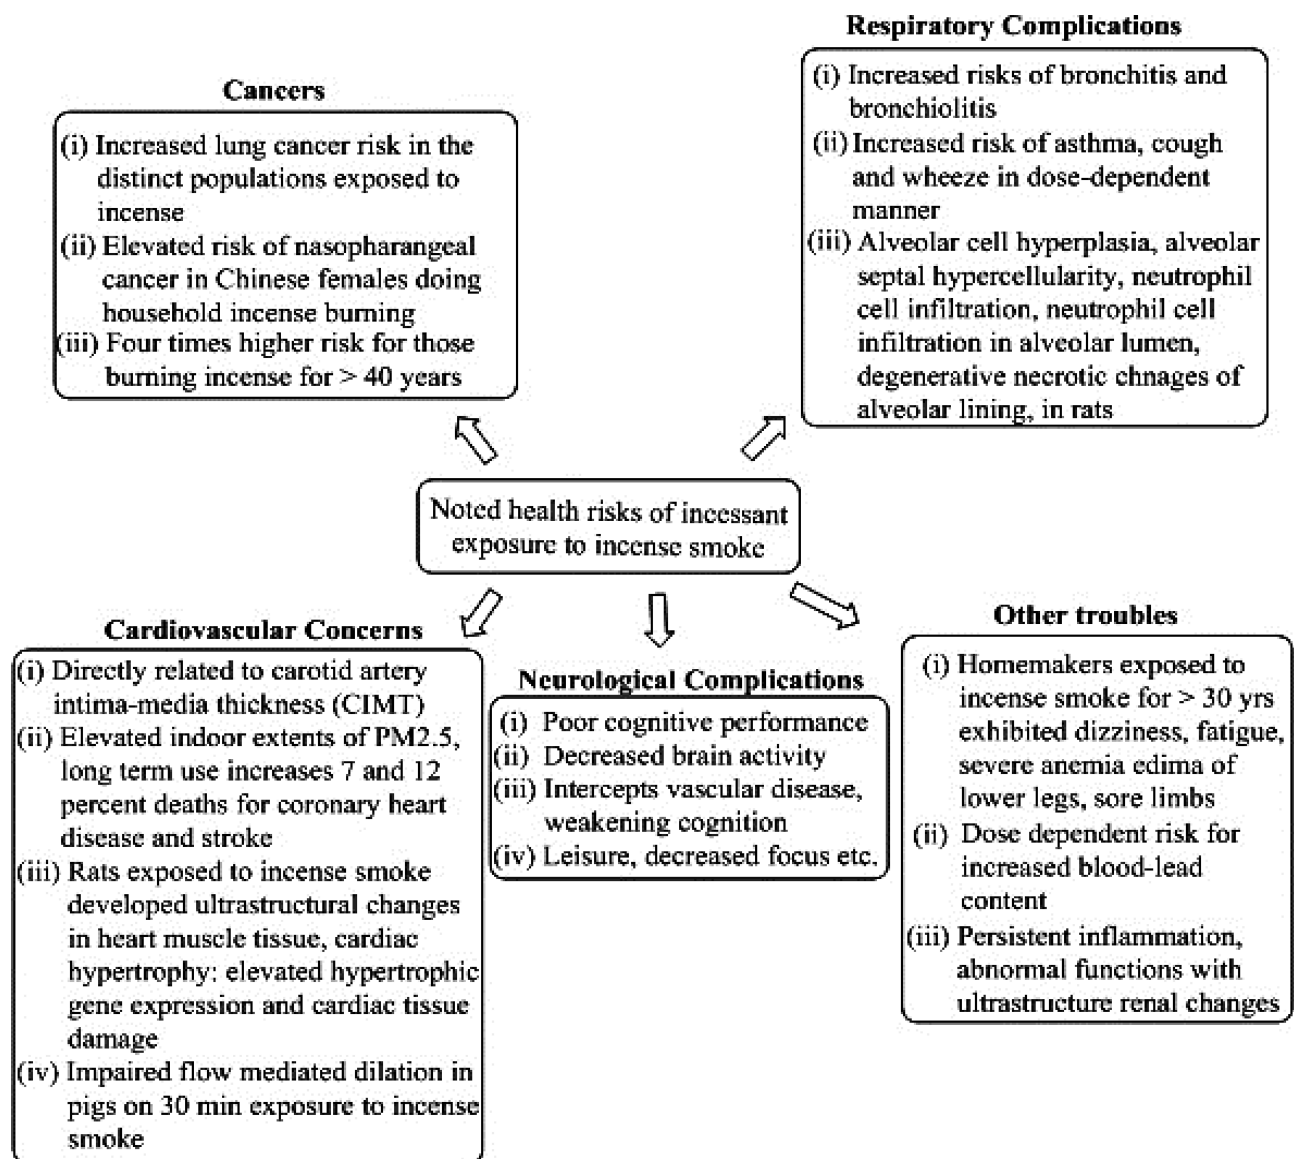 Cancers
(i) Increased lung cancer risk in the
distinct populations exposed to
incense
(ii) Elevated risk of nasopharangeal
cancer in Chinese females doing
household incense burning
(iii) Four times higher risk for those
burning incense for > 40 years
Respiratory Complications
(i) Increased risks of bronchitis and
bronchiolitis
(ii) Increased risk of asthma, cough
and wheeze in dose-dependent
manner
(iii) Alveolar cell hyperplasia, alveolar
septal hypercellularity, neutrophil
cell infiltration, neutrophil cell
infiltration in alveolar lumen,
degenerative necrotic chnages of
alveolar lining, in rats
Noted health risks of incessant
exposure to incense smoke
Cardiovascular Concerns
(i) Directly related to carotid artery
intima-media thickness (CIMT)
(ii) Elevated indoor extents of PM2.5,
long term use increases 7 and 12
percent deaths for coronary heart
disease and stroke
(iii) Rats exposed to incense smoke
developed ultrastructural changes
in heart muscle tissue, cardiac
hypertrophy: elevated hypertrophic
gene expression and cardiac tissue
damage
(iv) Impaired flow mediated dilation in
pigs on 30 min exposure to incense
smoke
Neurological Complications
(i) Poor cognitive performance
(ii) Decreased brain activity
(iii) Intercepts vascular disease,
weakening cognition
(iv) Leisure, decreased focus etc.
Other troubles
(i) Homemakers exposed to
incense smoke for > 30 yrs
exhibited dizziness, fatigue,
severe anemia edima of
lower legs, sore limbs
(ii) Dose dependent risk for
increased blood-lead
content
(iii) Persistent inflammation,
abnormal functions with
ultrastructure renal changes